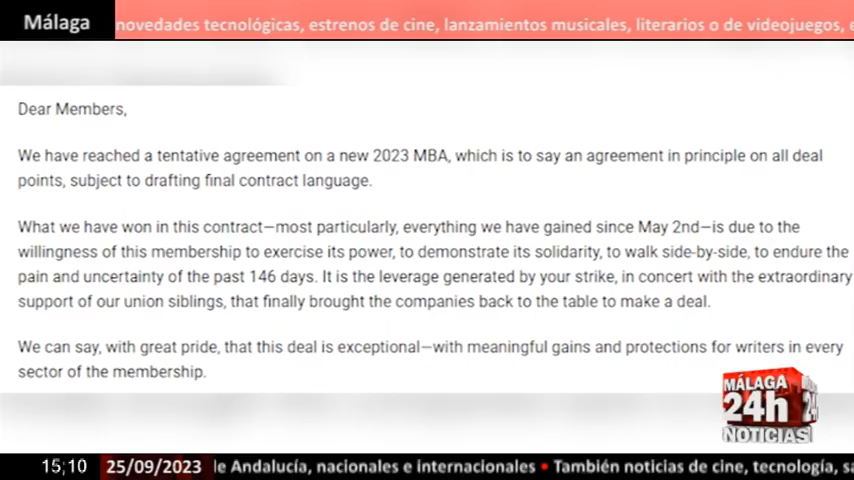 Málaga
novedades tecnológicas, estrenos de cine, lanzamientos musicales, literarios o de videojuegos,
Dear Members,
We have reached a tentative agreement on a new 2023 MBA, which is to say an agreement in principle on all deal
points, subject to drafting final contract language.
What we have won in this contract—most particularly, everything we have gained since May 2nd—is due to the
willingness of this membership to exercise its power, to demonstrate its solidarity, to walk side-by-side, to endure the
pain and uncertainty of the past 146 days. It is the leverage generated by your strike, in concert with the extraordinary
support of our union siblings, that finally brought the companies back to the table to make a deal.
We can say, with great pride, that this deal is exceptional—with meaningful gains and protections for writers in every
sector of the membership.
MÁLAGA
24h
NOTICIAS
15:10 25/09/2023 de Andalucía, nacionales e internacionales • También noticias de cine, tecnología,